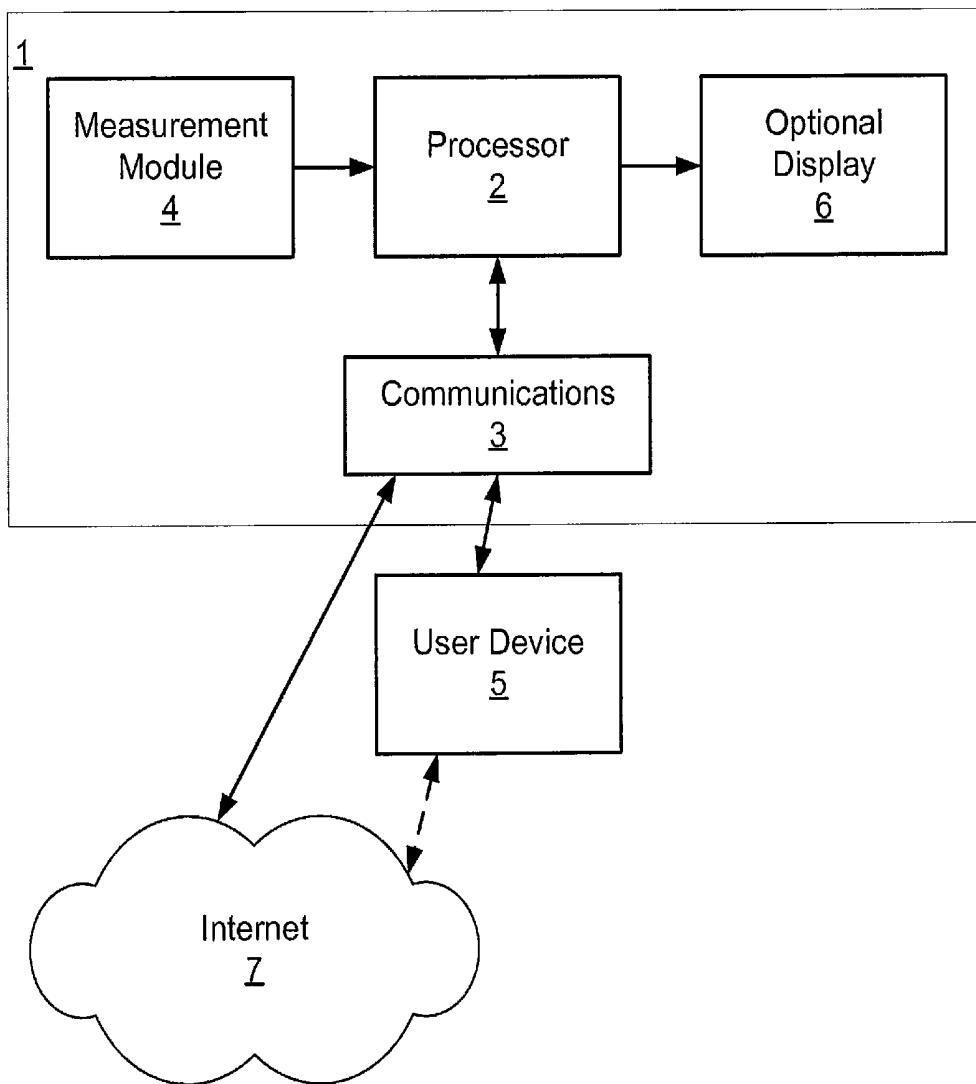 1
Measurement
Module
4
Processor
2
Optional
Display
6
Communications
3
User Device
5
Internet
7